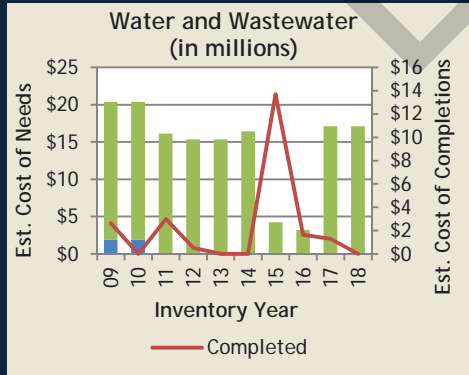 Water and Wastewater
(in millions)
Est. Cost of Needs
$25
$20
$15
$10
$5
$0
$16
$14
$12
$10
$8
$6
$4
$2
$0
Est. Cost of Completions
09 10 11 12 13 14 15 16 17 18
Inventory Year
Completed